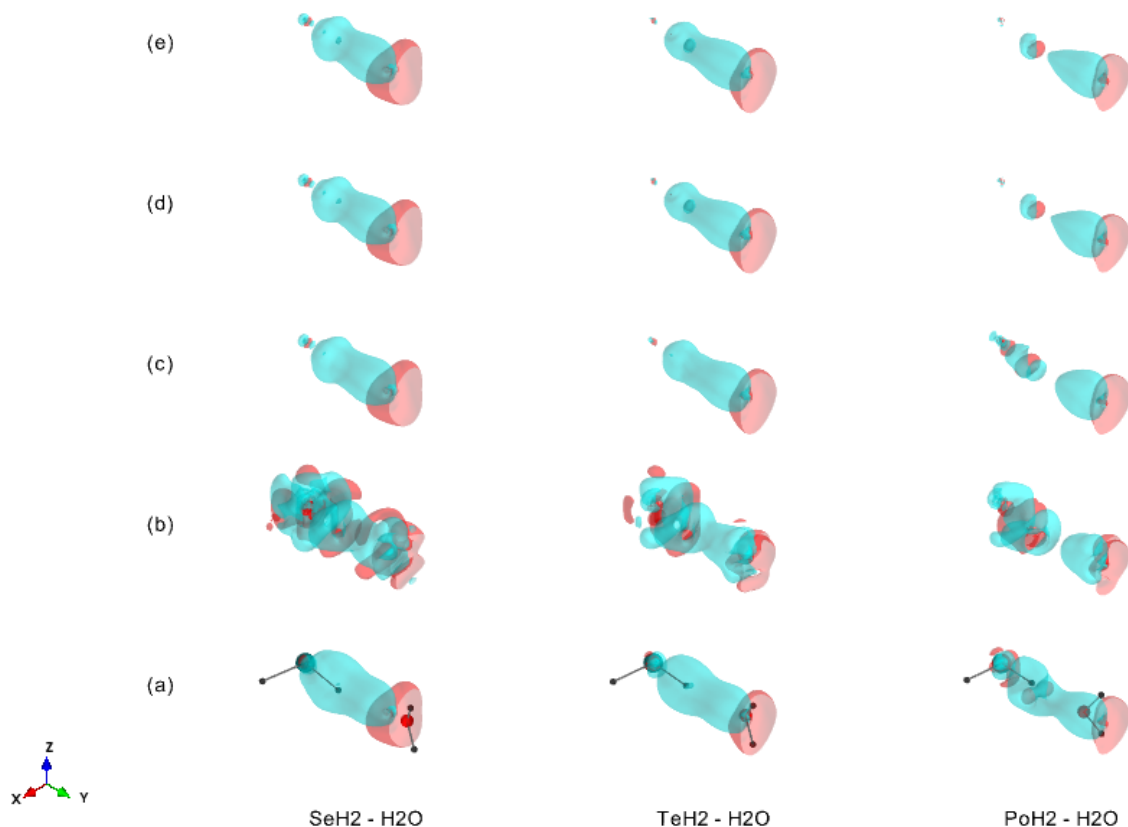 (e)
(d)
(c)
(b)
(a)
Z
X
Y
SeH2 - H2O
TeH2 - H2O
PoH2 - H2O